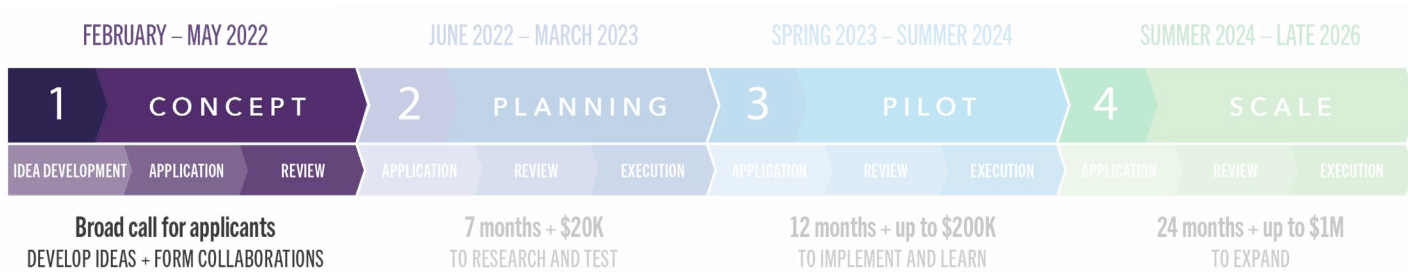 FEBRUARY – MAY 2022
JUNE 2022 – MARCH 2023
SPRING 2023 – SUMMER 2024
SUMMER 2024 – LATE 2026
1 CONCEPT
2 PLANNING
3 PILOT
4 SCALE
IDEA DEVELOPMENT APPLICATION REVIEW
APPLICATION REVIEW EXECUTION
APPLICATION REVIEW EXECUTION
APPLICATION REVIEW EXECUTION
Broad call for applicants
DEVELOP IDEAS + FORM COLLABORATIONS
7 months + $20K
TO RESEARCH AND TEST
12 months + up to $200K
TO IMPLEMENT AND LEARN
24 months + up to $1M
TO EXPAND